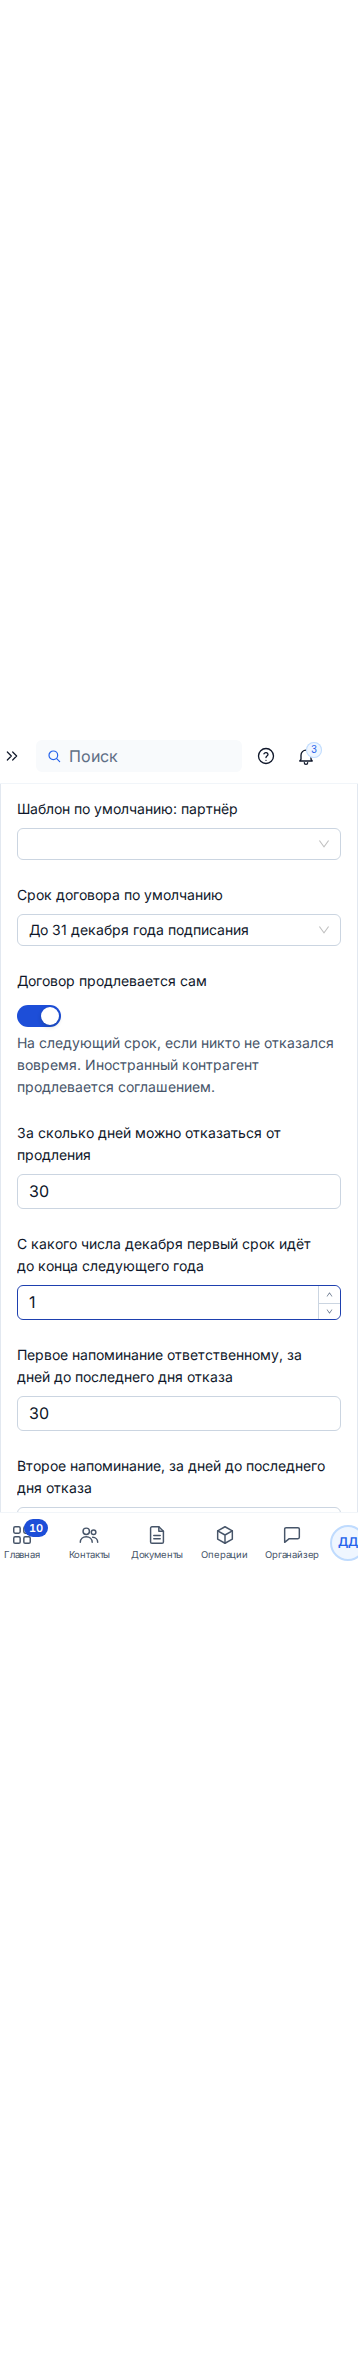 Поиск
3
Шаблон по умолчанию: партнёр
Срок договора по умолчанию
До 31 декабря года подписания
Договор продлевается сам
На следующий срок, если никто не отказался
вовремя. Иностранный контрагент
продлевается соглашением.
За сколько дней можно отказаться от
продления
30
С какого числа декабря первый срок идёт
до конца следующего года
1
Первое напоминание ответственному, за
дней до последнего дня отказа
30
Второе напоминание, за дней до последнего
дня отказа
10
Главная
Контакты
Документы
Операции
Органайзер
ДД